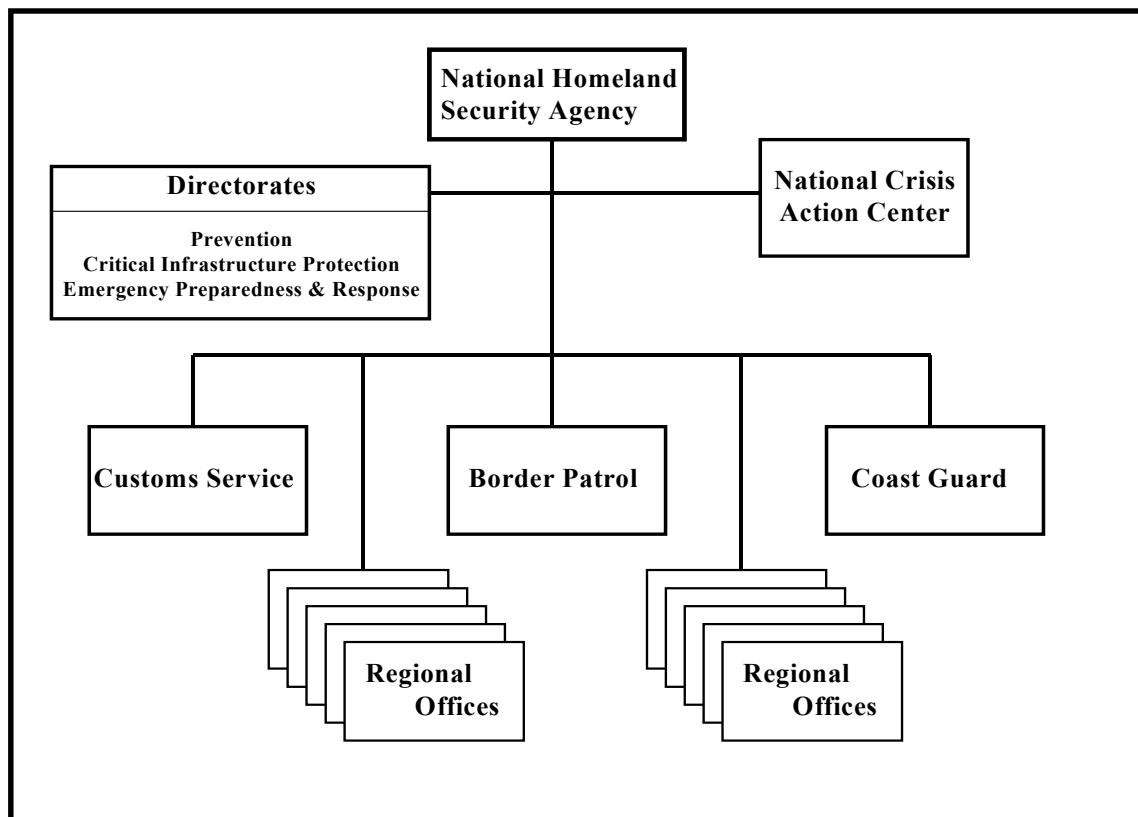 National Homeland
Security Agency
Directorates
Prevention
Critical Infrastructure Protection
Emergency Preparedness & Response
National Crisis
Action Center
Customs Service
Border Patrol
Coast Guard
Regional
Offices
Regional
Offices